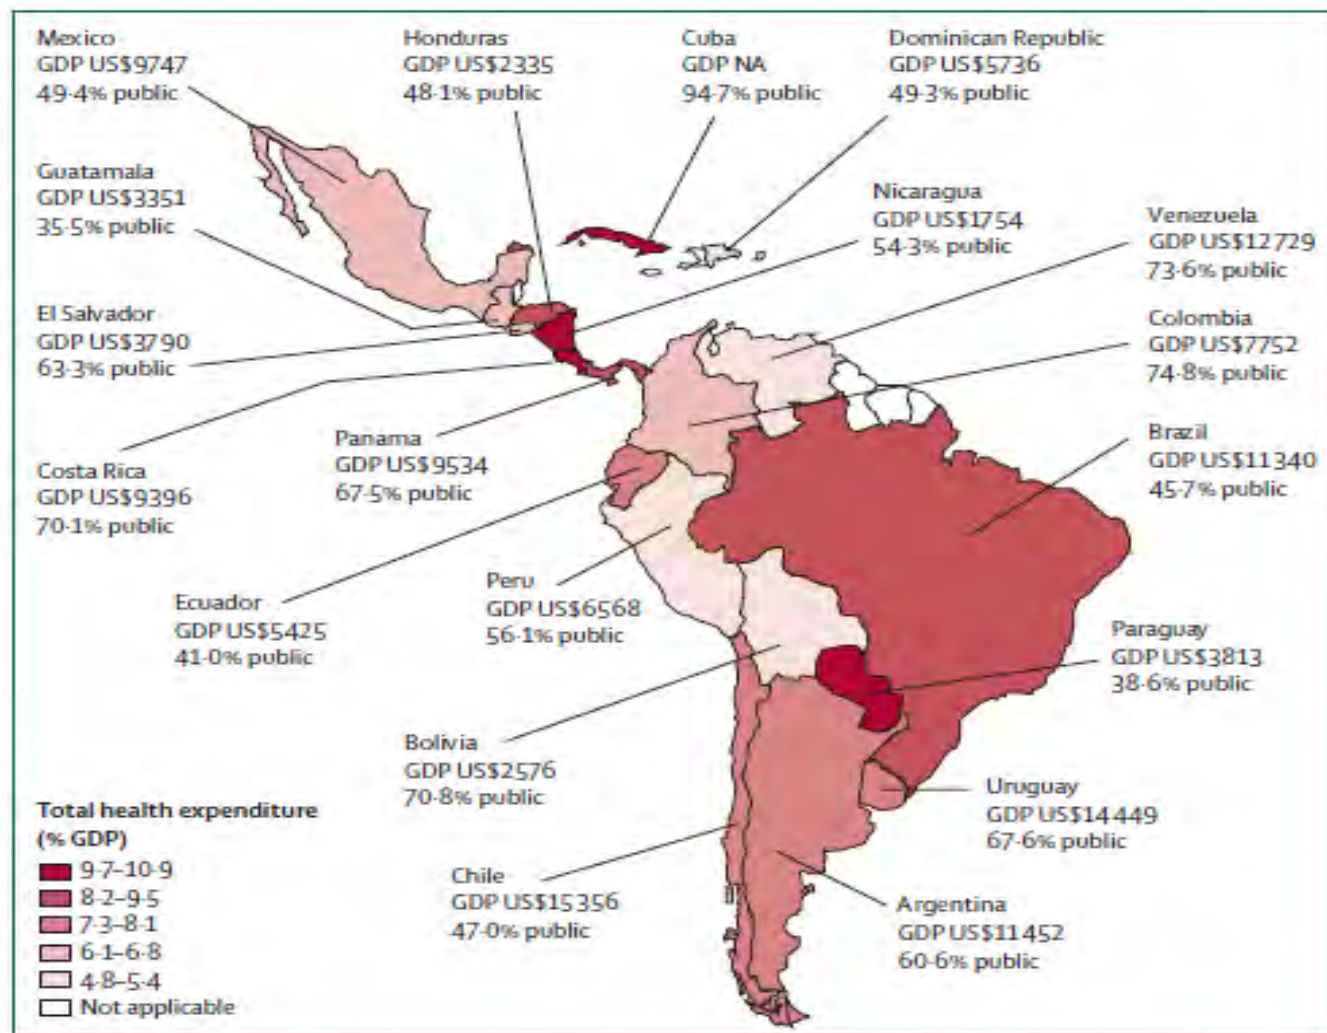 Mexico
GDP US$9747
49·4% public
Honduras
GDP US$2335
48·1% public
Cuba
GDP NA
94·7% public
Dominican Republic
GDP US$5736
49·3% public
Guatamala
GDP US$3351
35·5% public
Nicaragua
GDP US$1754
54·3% public
Venezuela
GDP US$12729
73·6% public
El Salvador
GDP US$3790
63·3% public
Colombia
GDP US$7752
74·8% public
Panama
GDP US$9534
67·5% public
Brazil
GDP US$11340
45·7% public
Costa Rica
GDP US$9396
70·1% public
Ecuador
GDP US$5425
41·0% public
Peru
GDP US$6568
56·1% public
Paraguay
GDP US$3813
38·6% public
Bolivia
GDP US$2576
70·8% public
Uruguay
GDP US$14449
67·6% public
Chile
GDP US$15356
47·0% public
Argentina
GDP US$11452
60·6% public
Total health expenditure
(% GDP)
9·7–10·9
8·2–9·5
7·3–8·1
6·1–6·8
4·8–5·4
Not applicable